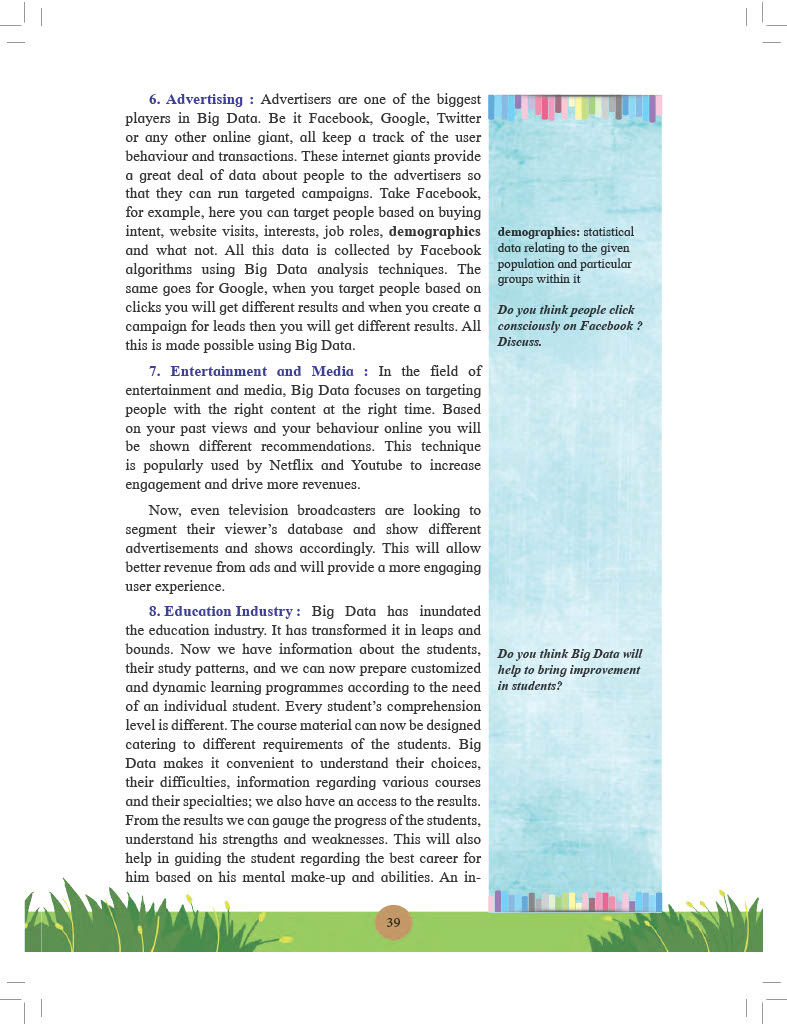 6. Advertising : Advertisers are one of the biggest
players in Big Data. Be it Facebook, Google, Twitter
or any other online giant, all keep a track of the user
behaviour and transactions. These internet giants provide
a great deal of data about people to the advertisers so
that they can run targeted campaigns. Take Facebook,
for example, here you can target people based on buying
intent, website visits, interests, job roles, demographics
and what not. All this data is collected by Facebook
algorithms using Big Data analysis techniques. The
same goes for Google, when you target people based on
clicks you will get different results and when you create a
campaign for leads then you will get different results. All
this is made possible using Big Data.
7. Entertainment and Media : In the field of
entertainment and media, Big Data focuses on targeting
people with the right content at the right time. Based
on your past views and your behaviour online you will
be shown different recommendations. This technique
is popularly used by Netflix and Youtube to increase
engagement and drive more revenues.
Now, even television broadcasters are looking to
segment their viewer's database and show different
advertisements and shows accordingly. This will allow
better revenue from ads and will provide a more engaging
user experience.
8. Education Industry : Big Data has inundated
the education industry. It has transformed it in leaps and
bounds. Now we have information about the students,
their study patterns, and we can now prepare customized
and dynamic learning programmes according to the need
of an individual student. Every student's comprehension
level is different. The course material can now be designed
catering to different requirements of the students. Big
Data makes it convenient to understand their choices,
their difficulties, information regarding various courses
and their specialties; we also have an access to the results.
From the results we can gauge the progress of the students,
understand his strengths and weaknesses. This will also
help in guiding the student regarding the best career for
him based on his mental make-up and abilities. An in-
demographics: statistical
data relating to the given
population and particular
groups within it
Do you think people click
consciously on Facebook ?
Discuss.
Do you think Big Data will
help to bring improvement
in students?
39